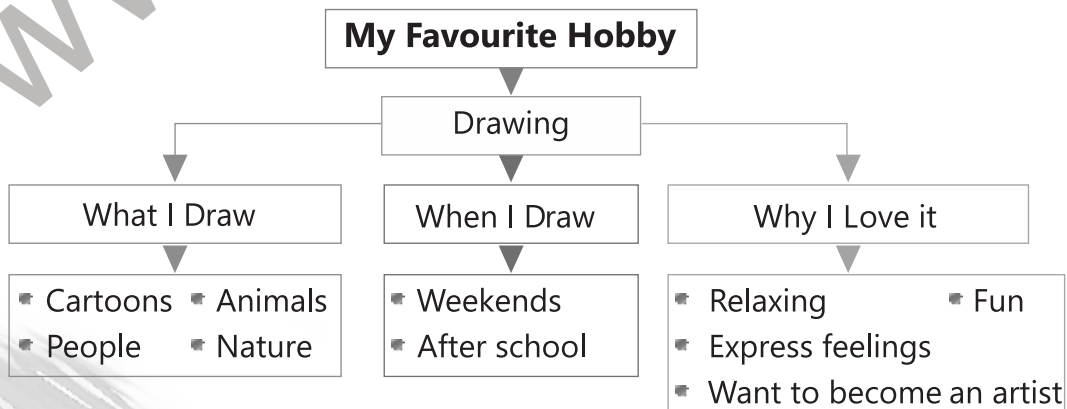 My Favourite Hobby
Drawing
What I Draw
When I Draw
Why I Love it
Cartoons
Animals
People
Nature
Weekends
After school
Relaxing
Fun
Express feelings
Want to become an artist